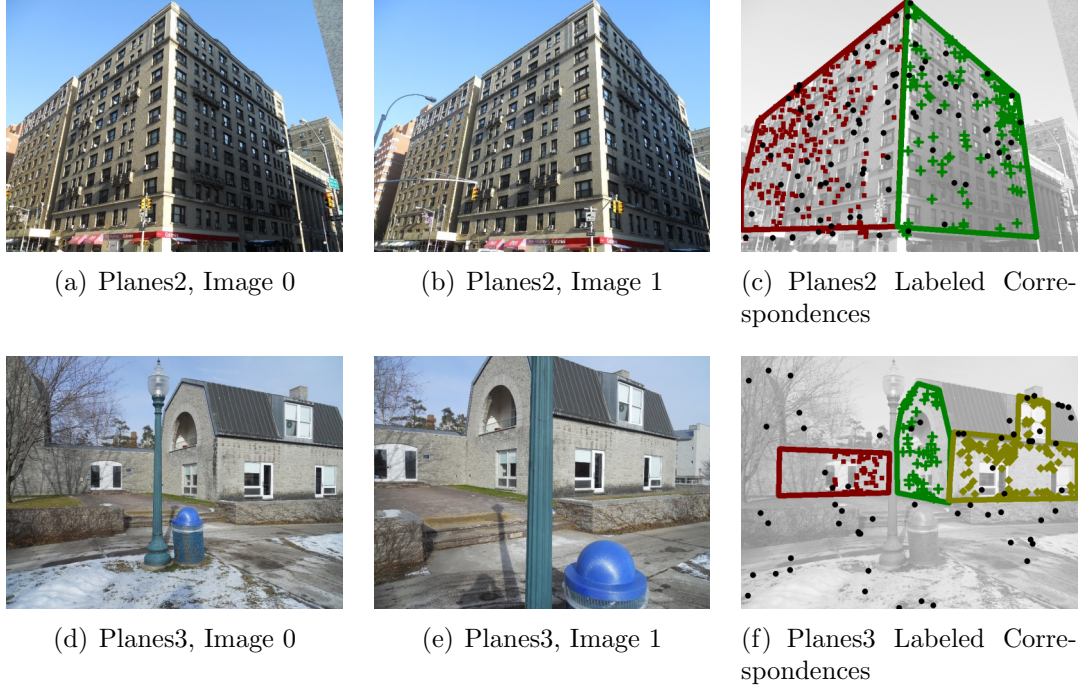 (a) Planes2, Image 0
(b) Planes2, Image 1
(c) Planes2 Labeled Corre-
spondences
(d) Planes3, Image 0
(e) Planes3, Image 1
(f) Planes3 Labeled Corre-
spondences